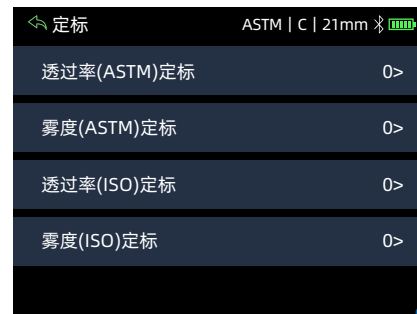 定标 ASTM | C | 21mm
透过率(ASTM)定标 0>
雾度(ASTM)定标 0>
透过率(ISO)定标 0>
雾度(ISO)定标 0>